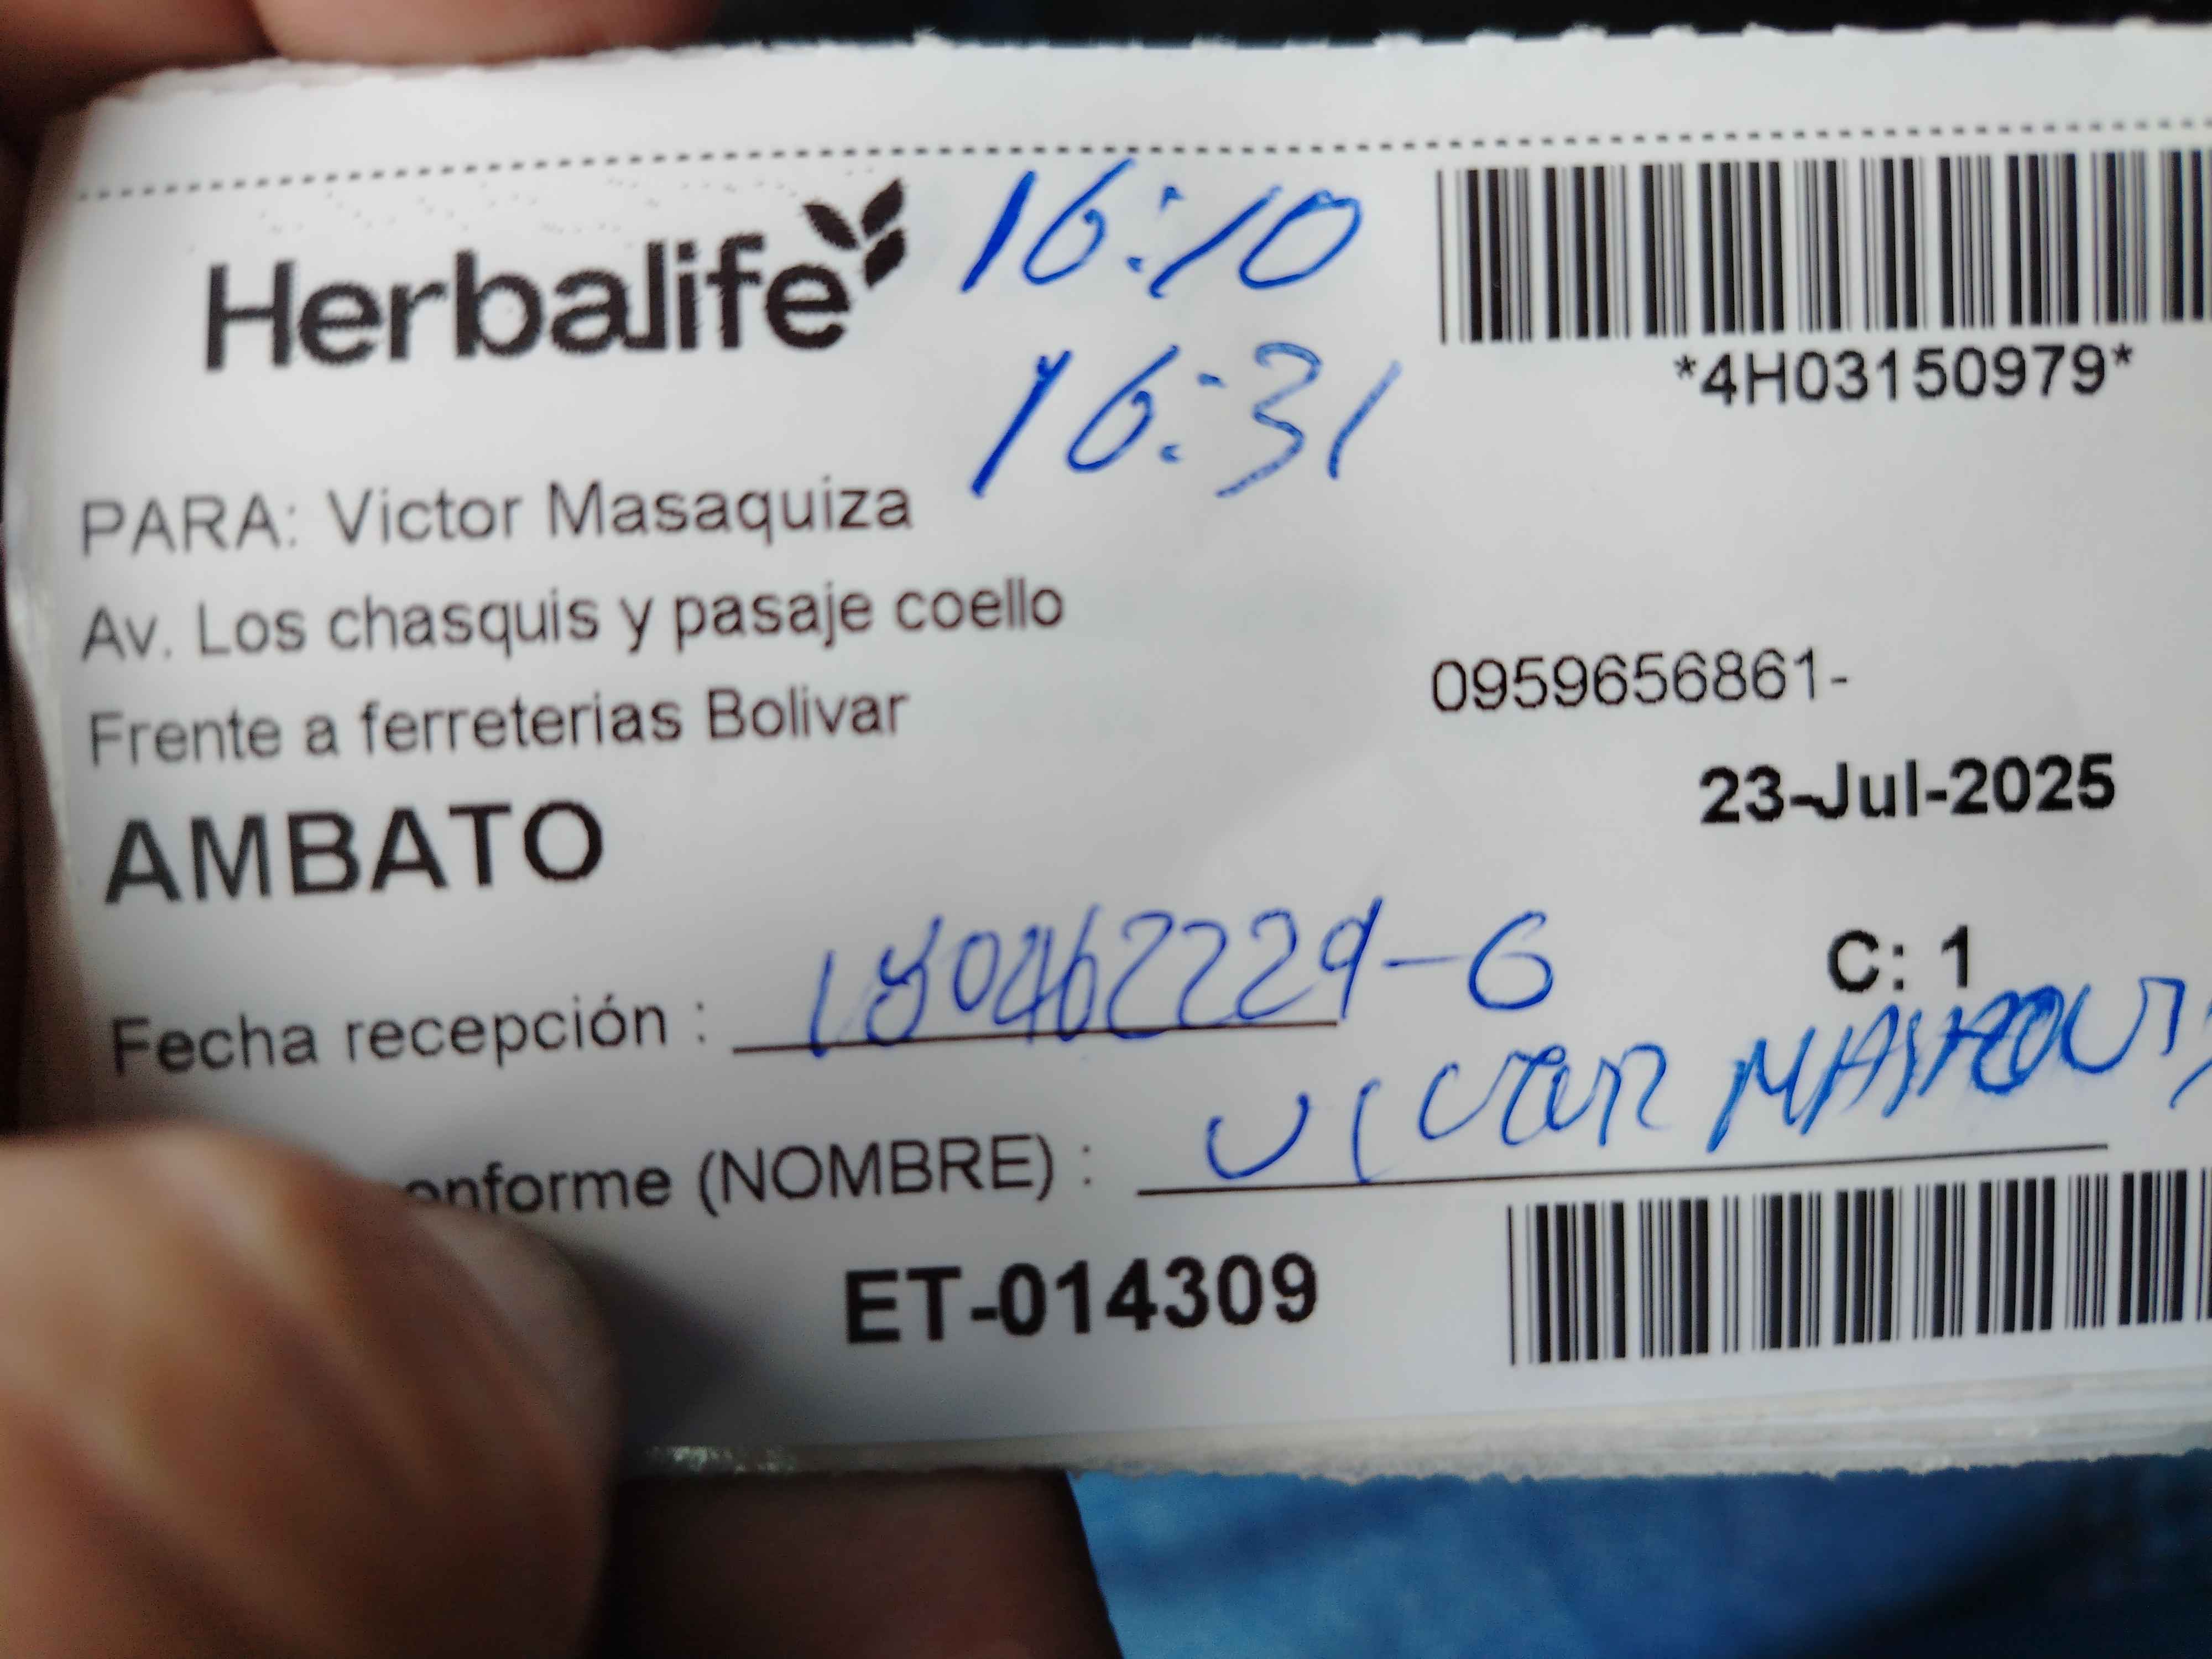 Herbalife
16:10
16:31
*4H03150979*
PARA: Victor Masaquiza
Av. Los chasquis y pasaje coello
Frente a ferreterias Bolivar
0959656861-
23-Jul-2025
AMBATO
C: 1
Fecha recepción : 180462229-6
onforme (NOMBRE) :
ET-014309